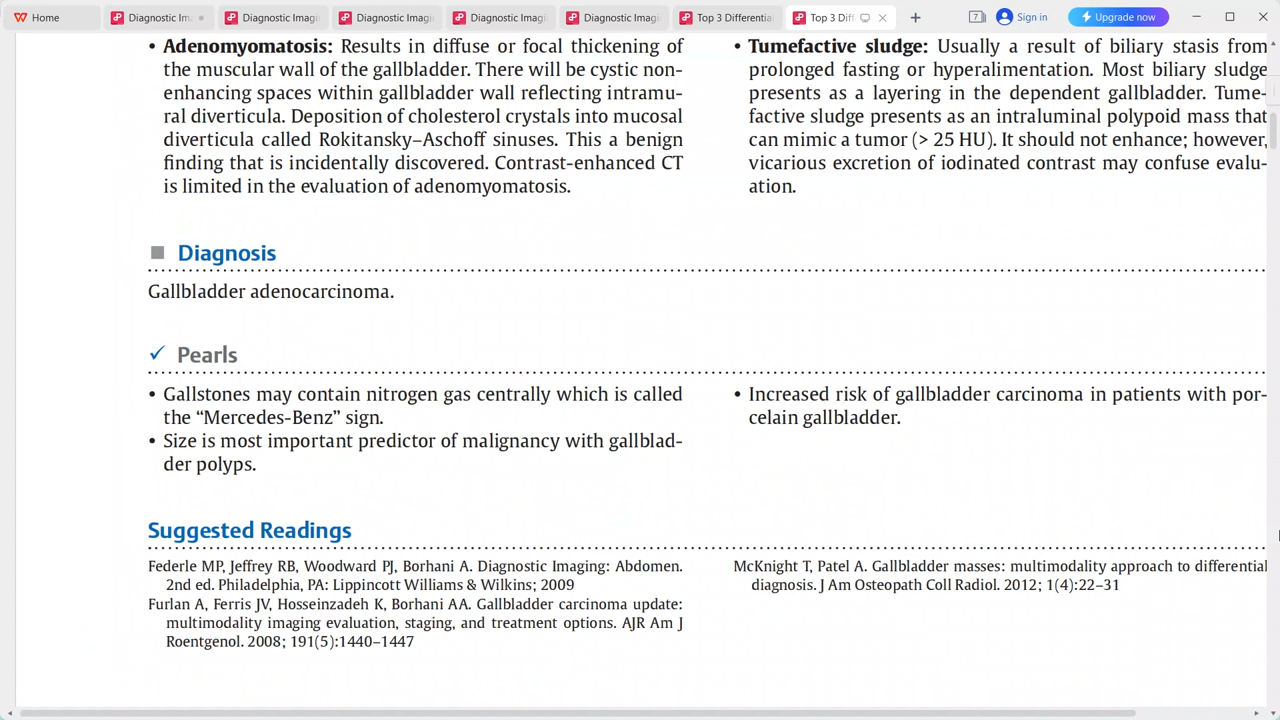 Home
Diagnostic Im
Diagnostic Imagi
Diagnostic Imagi
Diagnostic Imagi
Diagnostic Imagi
Top 3 Differential
Top 3 Diff
7
Sign in
Upgrade now
• Adenomyomatosis: Results in diffuse or focal thickening of
the muscular wall of the gallbladder. There will be cystic non-
enhancing spaces within gallbladder wall reflecting intramu-
ral diverticula. Deposition of cholesterol crystals into mucosal
diverticula called Rokitansky–Aschoff sinuses. This a benign
finding that is incidentally discovered. Contrast-enhanced CT
is limited in the evaluation of adenomyomatosis.
• Tumefactive sludge: Usually a result of biliary stasis from
prolonged fasting or hyperalimentation. Most biliary sludge
presents as a layering in the dependent gallbladder. Tume-
factive sludge presents as an intraluminal polypoid mass that
can mimic a tumor (> 25 HU). It should not enhance; however,
vicarious excretion of iodinated contrast may confuse evalu-
ation.
Diagnosis
Gallbladder adenocarcinoma.
✓ Pearls
• Gallstones may contain nitrogen gas centrally which is called
the “Mercedes-Benz” sign.
• Size is most important predictor of malignancy with gallblad-
der polyps.
• Increased risk of gallbladder carcinoma in patients with por-
celain gallbladder.
Suggested Readings
Federle MP, Jeffrey RB, Woodward PJ, Borhani A. Diagnostic Imaging: Abdomen.
2nd ed. Philadelphia, PA: Lippincott Williams & Wilkins; 2009
Furlan A, Ferris JV, Hosseinzadeh K, Borhani AA. Gallbladder carcinoma update:
multimodality imaging evaluation, staging, and treatment options. AJR Am J
Roentgenol. 2008; 191(5):1440–1447
McKnight T, Patel A. Gallbladder masses: multimodality approach to differential
diagnosis. J Am Osteopath Coll Radiol. 2012; 1(4):22–31